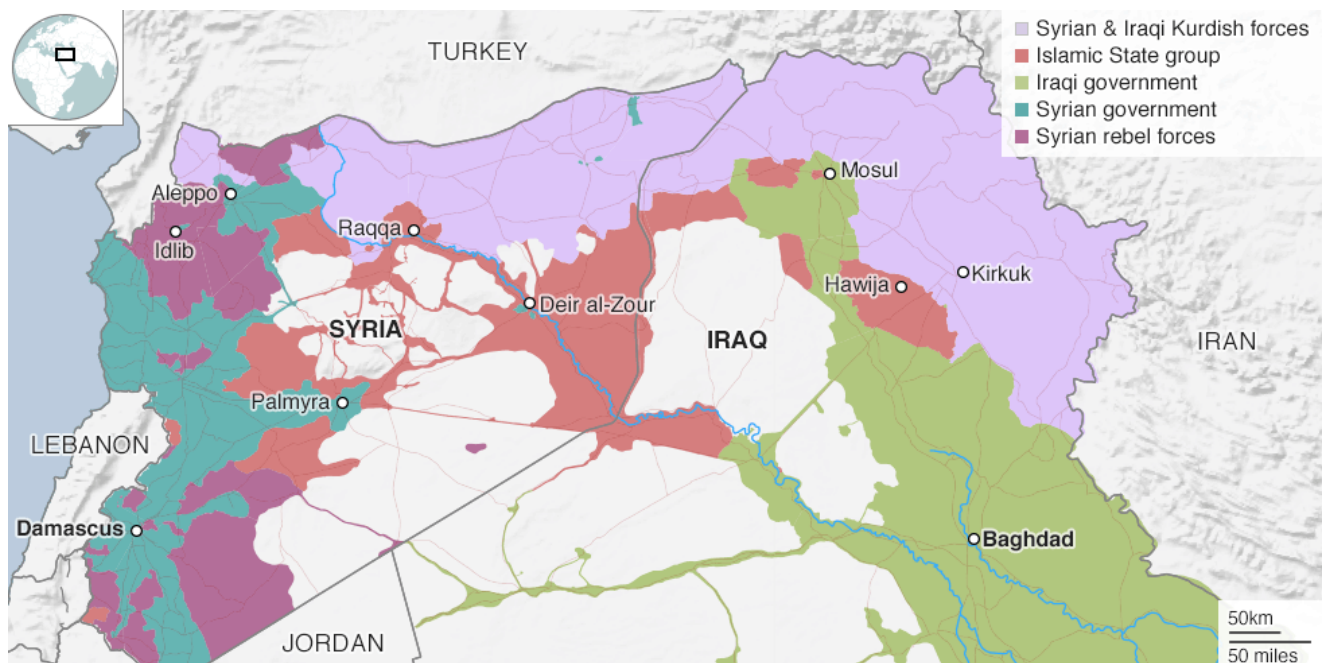 Syrian & Iraqi Kurdish forces
Islamic State group
Iraqi government
Syrian government
Syrian rebel forces
TURKEY
Mosul
Aleppo
Raqqa
Idlib
Kirkuk
Hawija
Deir al-Zour
SYRIA
IRAQ
IRAN
Palmyra
LEBANON
Damascus
Baghdad
50km
JORDAN
50 miles